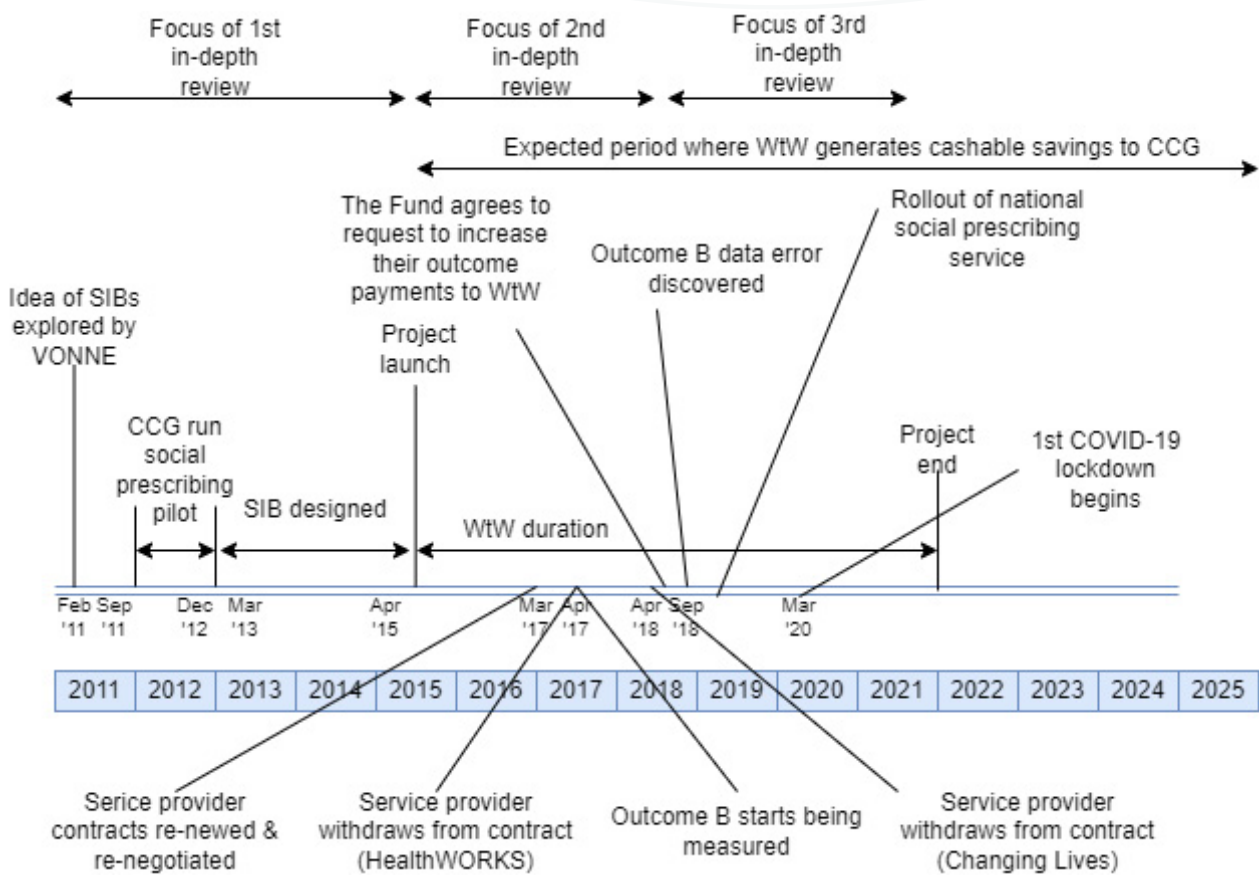 Focus of 1st
in-depth
review
Focus of 2nd
in-depth
review
Focus of 3rd
in-depth
review
Expected period where WtW generates cashable savings to CCG
The Fund agrees to
request to increase
their outcome
payments to WtW
Rollout of national
social prescribing
service
Outcome B data error
discovered
Idea of SIBs
explored by
VONNE
Project
launch
CCG run
social
prescribing
pilot
SIB designed
WtW duration
Project
end
1st COVID-19
lockdown
begins
Feb
'11
Sep
'11
Dec
'12
Mar
'13
Apr
'15
Mar
'17
Apr
'17
Apr
'18
Sep
'18
Mar
'20
2011 2012 2013 2014 2015 2016 2017 2018 2019 2020 2021 2022 2023 2024 2025
Serice provider
contracts re-newed &
re-negotiated
Service provider
withdraws from contract
(HealthWORKS)
Outcome B starts being
measured
Service provider
withdraws from contract
(Changing Lives)